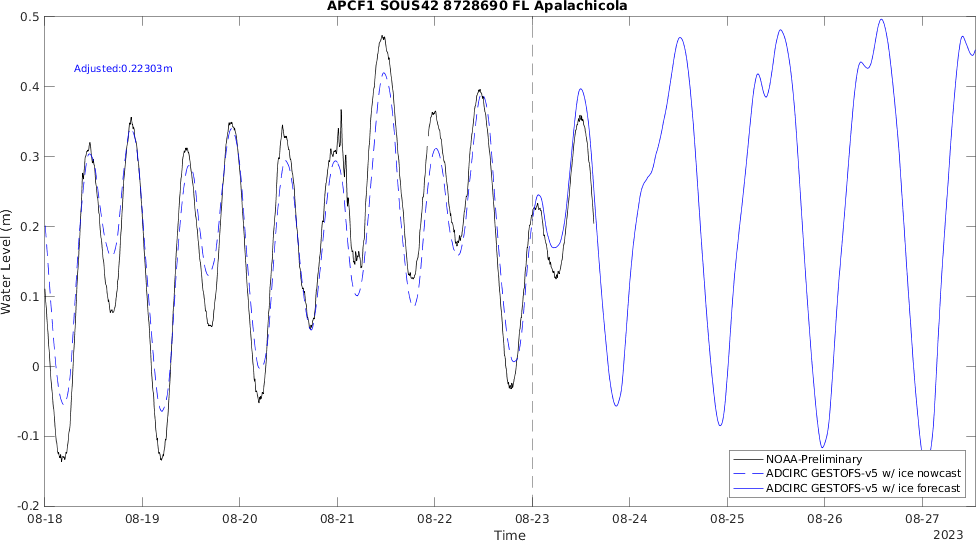 APCF1 SOUS42 8728690 FL Apalachicola
0.5
Adjusted:0.22303m
0.4
0.3
0.2
0.1
0
-0.1
-0.2
Water Level (m)
NOAA-Preliminary
ADCIRC GESTOFS-v5 w/ ice nowcast
ADCIRC GESTOFS-v5 w/ ice forecast
08-18 08-19 08-20 08-21 08-22 08-23 08-24 08-25 08-26 08-27
Time
2023